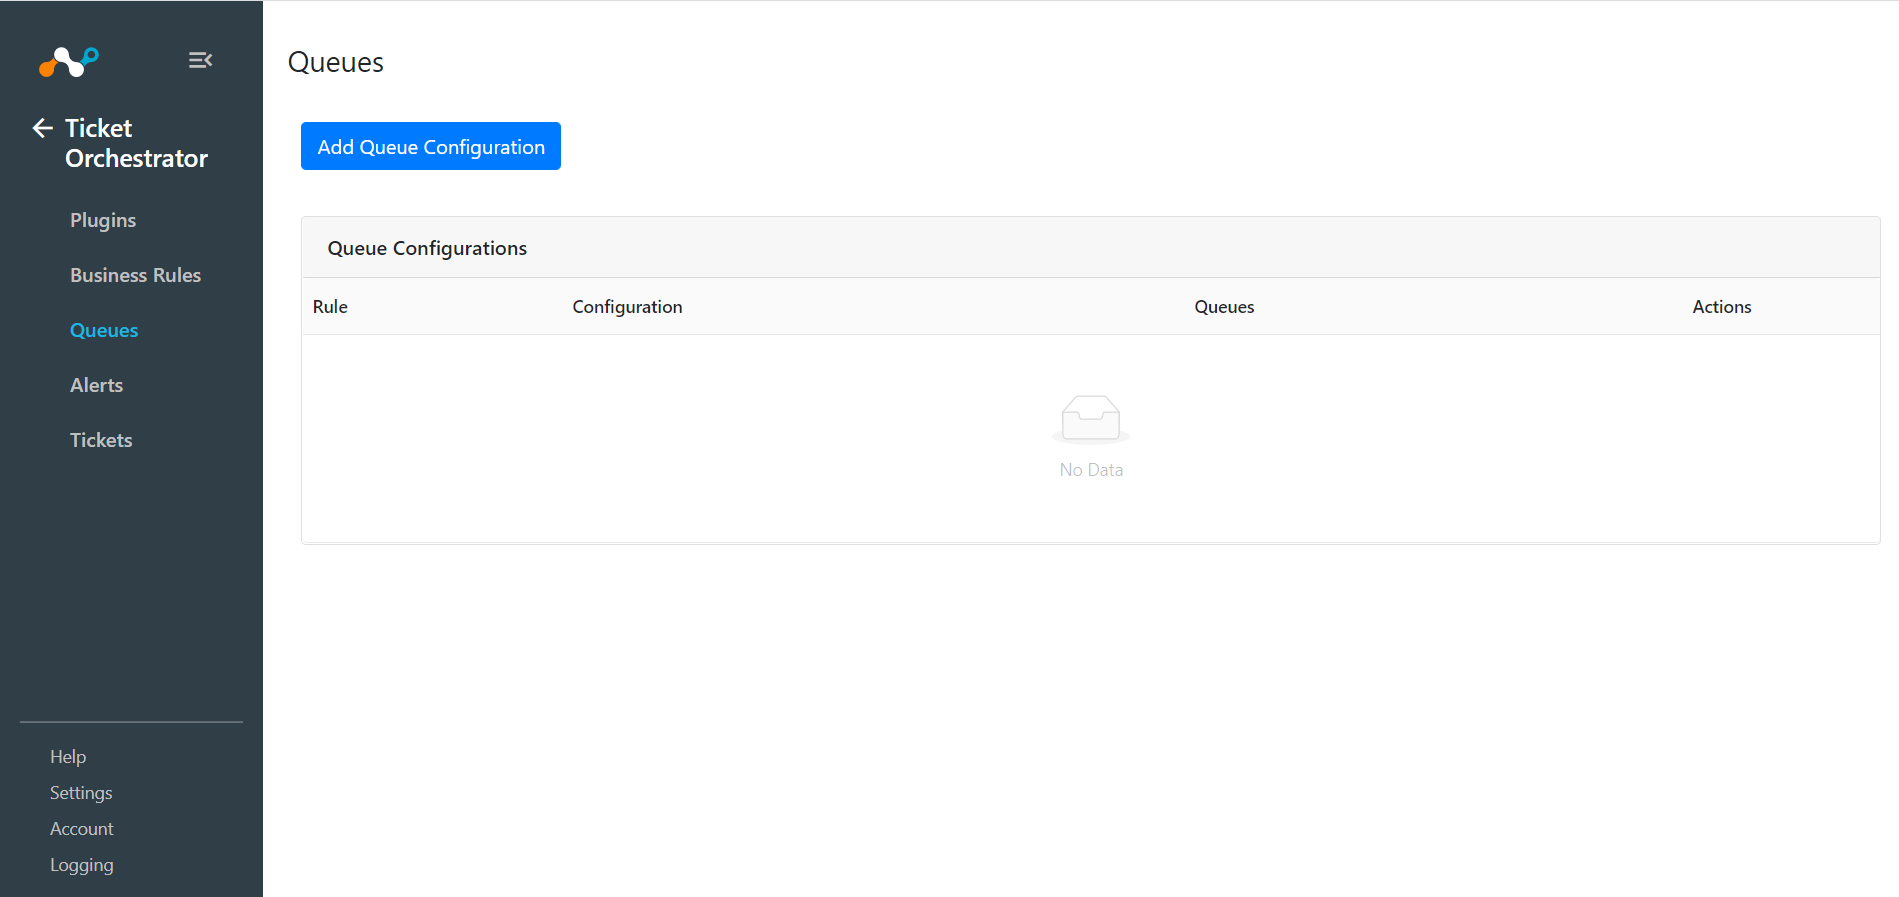 Ticket
Orchestrator
Plugins
Business Rules
Queues
Alerts
Tickets
Help
Settings
Account
Logging
Queues
Add Queue Configuration
Queue Configurations
Rule Configuration Queues Actions
No Data